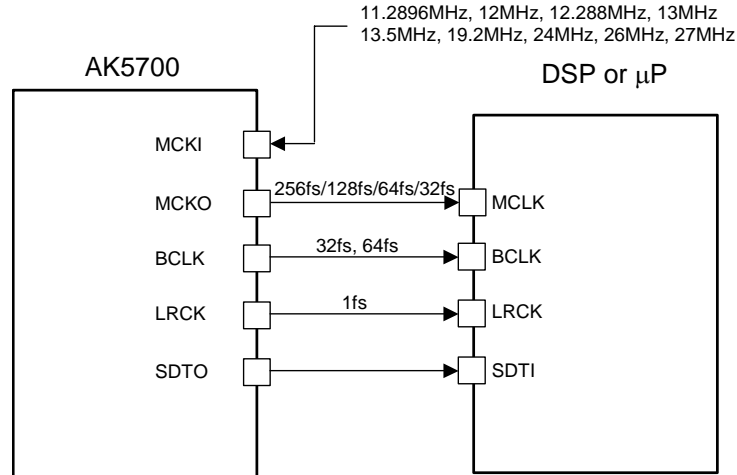 11.2896MHz, 12MHz, 12.288MHz, 13MHz
13.5MHz, 19.2MHz, 24MHz, 26MHz, 27MHz
AK5700
DSP or μP
MCKI
MCKO
256fs/128fs/64fs/32fs
MCLK
BCLK
32fs, 64fs
BCLK
LRCK
1fs
LRCK
SDTO
SDTI